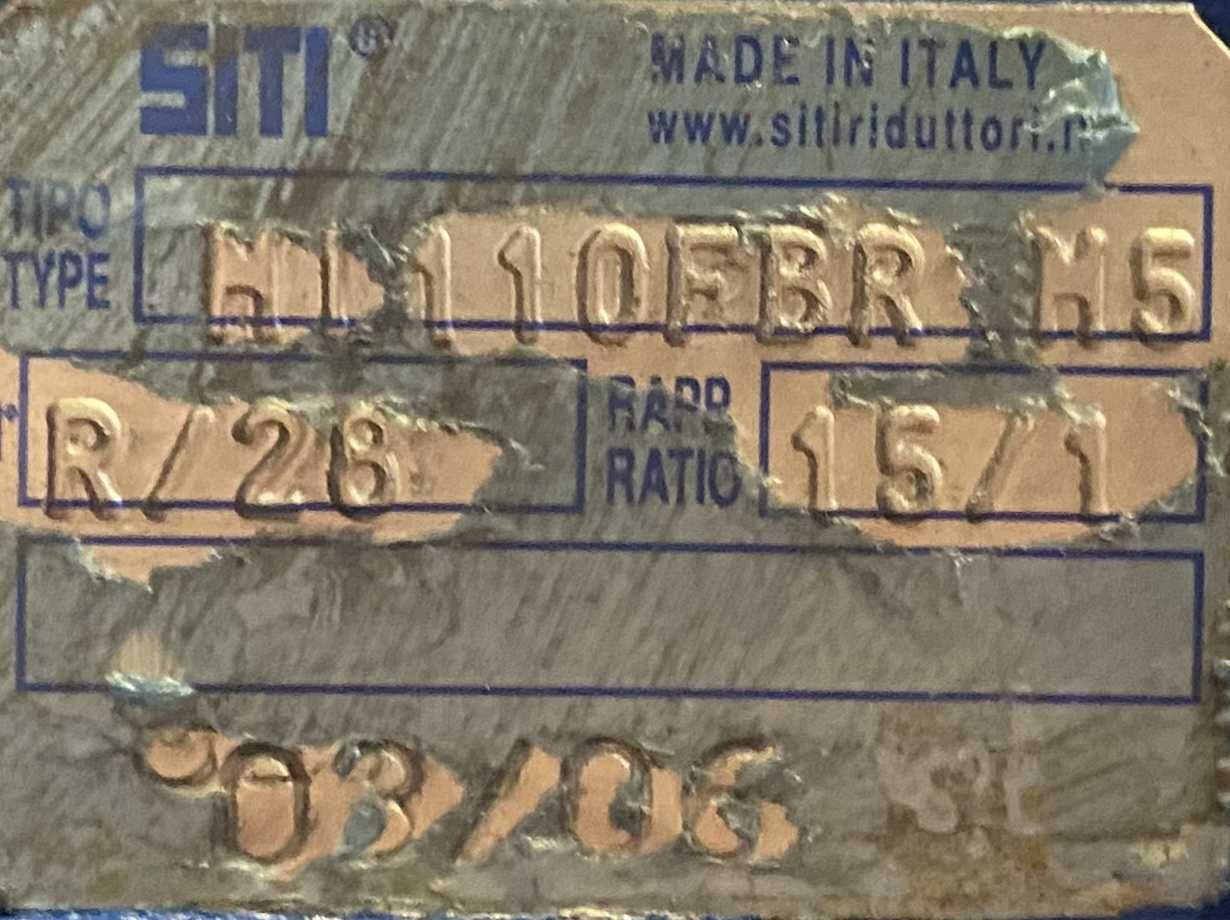 SITI® MADE IN ITALY
www.sitiriduttori.
TIPO
TYPE
MI 110FBR M5
R/28
RAPP
RATIO
15/1
03/06